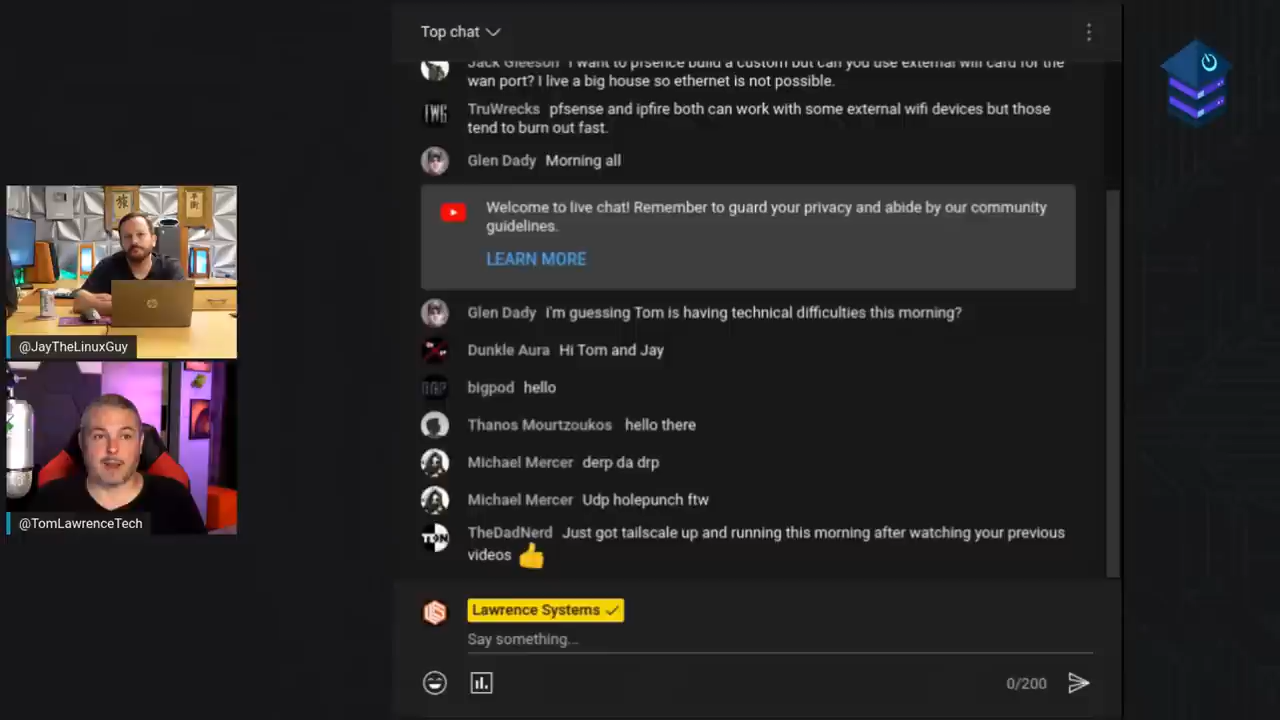 Top chat
Jack Gleeson I want to pfsence build a custom but can you use external wifi card for the
wan port? I live a big house so ethernet is not possible.
TWG
TruWrecks pfsense and ipfire both can work with some external wifi devices but those
tend to burn out fast.
Glen Dady Morning all
Welcome to live chat! Remember to guard your privacy and abide by our community
guidelines.
LEARN MORE
Glen Dady i'm guessing Tom is having technical difficulties this morning?
Dunkle Aura Hi Tom and Jay
bigpod hello
Thanos Mourtzoukos hello there
Michael Mercer derp da drp
Michael Mercer Udp holepunch ftw
TDN
TheDadNerd Just got tailscale up and running this morning after watching your previous
videos
Lawrence Systems
Say something...
0/200
@JayTheLinuxGuy
@TomLawrenceTech